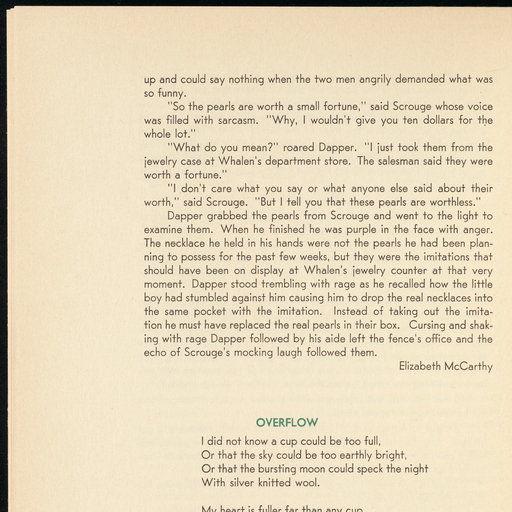 up and could say nothing when the two men angrily demanded what was
so funny.
"So the pearls are worth a small fortune," said Scrouge whose voice
was filled with sarcasm. "Why, I wouldn't give you ten dollars for the
whole lot."
"What do you mean?" roared Dapper. "I just took them from the
jewelry case at Whalen's department store. The salesman said they were
worth a fortune."
"I don't care what you say or what anyone else said about their
worth," said Scrouge. "But I tell you that these pearls are worthless."
Dapper grabbed the pearls from Scrouge and went to the light to
examine them. When he finished he was purple in the face with anger.
The necklace he held in his hands were not the pearls he had been plan-
ning to possess for the past few weeks, but they were the imitations that
should have been on display at Whalen's jewelry counter at that very
moment. Dapper stood trembling with rage as he recalled how the little
boy had stumbled against him causing him to drop the real necklaces into
the same pocket with the imitation. Instead of taking out the imita-
tion he must have replaced the real pearls in their box. Cursing and shak-
ing with rage Dapper followed by his aide left the fence's office and the
echo of Scrouge's mocking laugh followed them.
Elizabeth McCarthy
OVERFLOW
I did not know a cup could be too full,
Or that the sky could be too earthly bright,
Or that the bursting moon could speck the night
With silver knitted wool.
My heart is fuller far than any cup